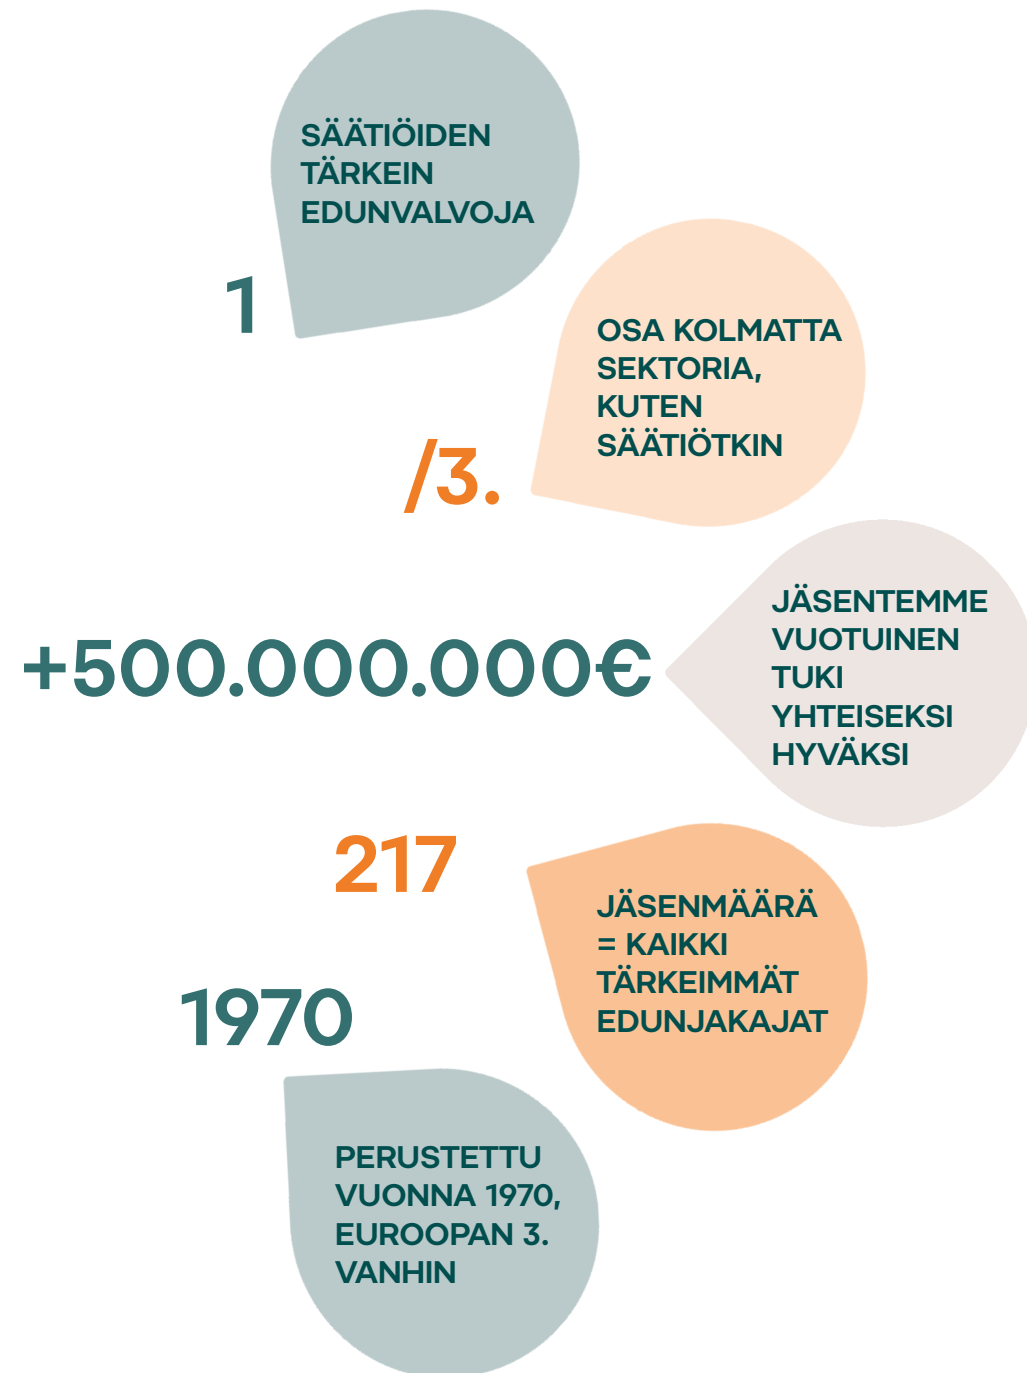 SÄÄTIÖIDEN
TÄRKEIN
EDUNVALVOJA
1
OSA KOLMATTA
SEKTORIA,
KUTEN
SÄÄTIÖTKIN
/3.
JÄSENTEMME
VUOTUINEN
TUKI
YHTEISEKSI
HYVÄKSI
+500.000.000€
217
JÄSENMÄÄRÄ
= KAIKKI
TÄRKEIMMÄT
EDUNJAKAJAT
1970
PERUSTETTU
VUONNA 1970,
EUROOPAN 3.
VANHIN